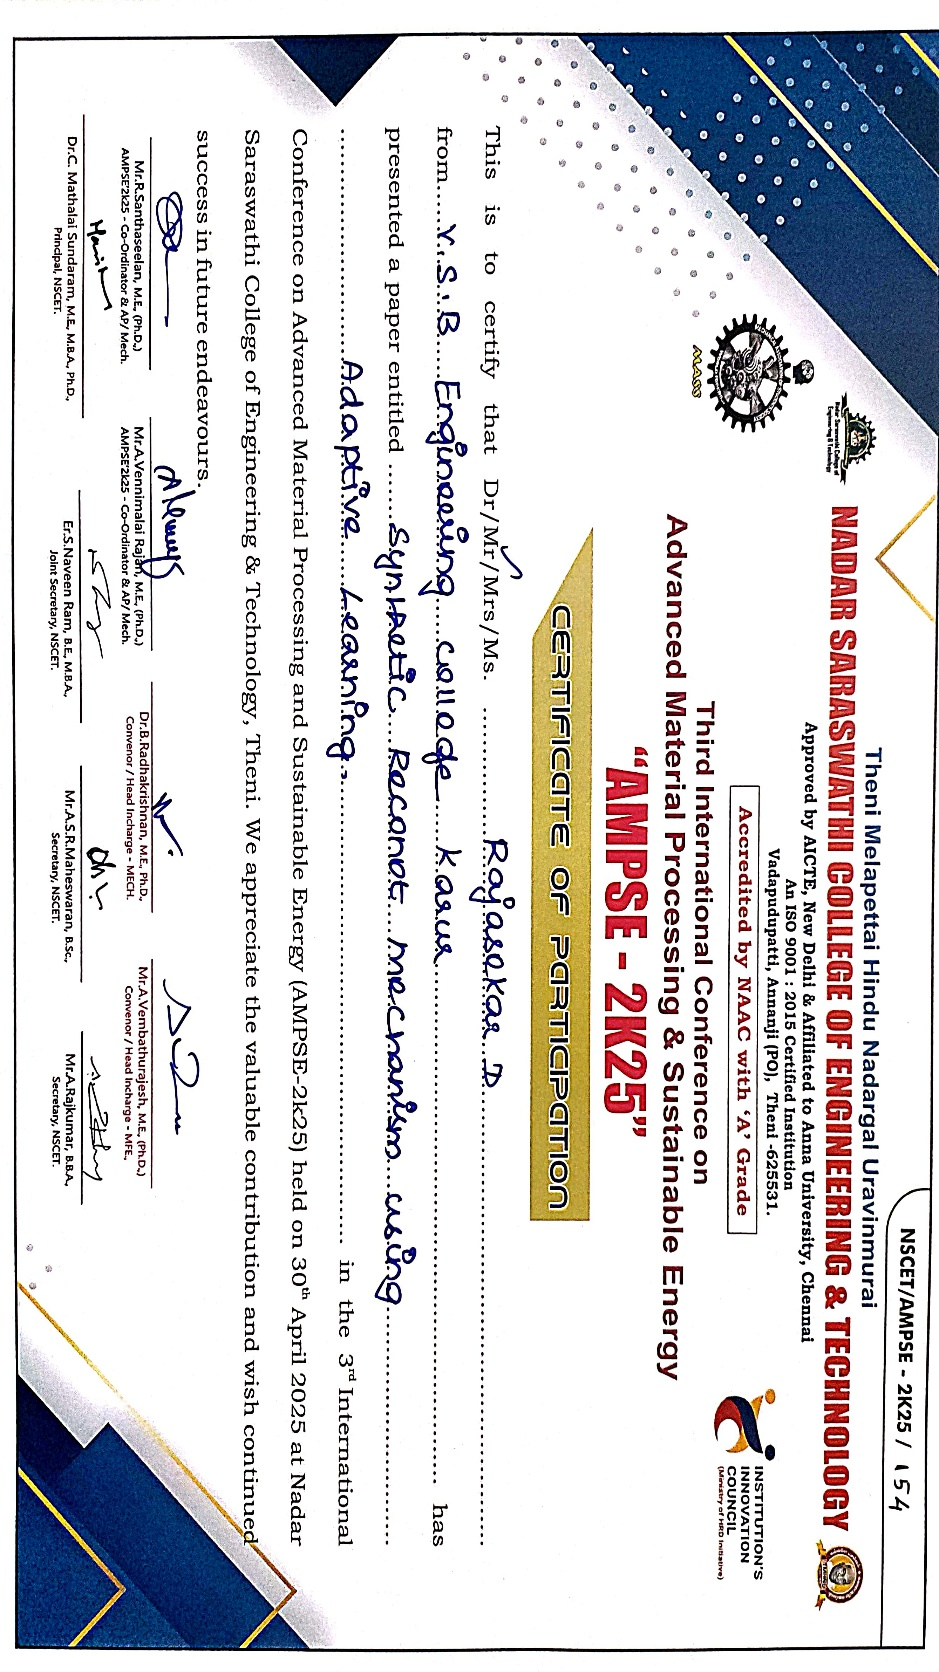 NSCET/AMPSE - 2K25 / 154
Theni Melapettai Hindu Nadargal Uravinmurai
NADAR SARASWATHI COLLEGE OF ENGINEERING & TECHNOLOGY
Approved by AICTE, New Delhi & Affiliated to Anna University, Chennai
An ISO 9001 : 2015 Certified Institution
Vadapudupatti, Annanji (PO), Theni -625531.
Accredited by NAAC with 'A' Grade
MASS
INSTITUTION'S
INNOVATION
COUNCIL
(Ministry of HRD Initiative)
Third International Conference on
Advanced Material Processing & Sustainable Energy
“AMPSE - 2K25”
CERTIFICATE OF PARTICIPATION
This is to certify that Dr/Mr/Mrs/Ms. Rajasekar D
from V.S.B Engineering college Karur has
presented a paper entitled Synthetic Reconot mechanism using
Adaptive Learning. in the 3rd International
Conference on Advanced Material Processing and Sustainable Energy (AMPSE-2k25) held on 30th April 2025 at Nadar
Saraswathi College of Engineering & Technology, Theni. We appreciate the valuable contribution and wish continued
success in future endeavours.
Mr.R.Santhaseelan, M.E, (Ph.D.,)
AMPSE2k25 - Co-Ordinator & AP/ Mech.
Mr.A.Vennimalai Rajan, M.E, (Ph.D.,)
AMPSE2k25 - Co-Ordinator & AP/ Mech.
Dr.B.Radhakrishnan, M.E., Ph.D.,
Convenor / Head Incharge - MECH.
Mr.A.Vembathurajesh, M.E, (Ph.D.,)
Convenor / Head Incharge - MFE,
Dr.C. Mathalai Sundaram, M.E., M.B.A., Ph.D.,
Principal, NSCET.
Er.S.Naveen Ram, B.E., M.B.A,
Joint Secretary, NSCET.
Mr.A.S.R.Maheswaran, B.Sc.,
Secretary, NSCET.
Mr.A.Rajkumar, B.B.A,
Secretary, NSCET.